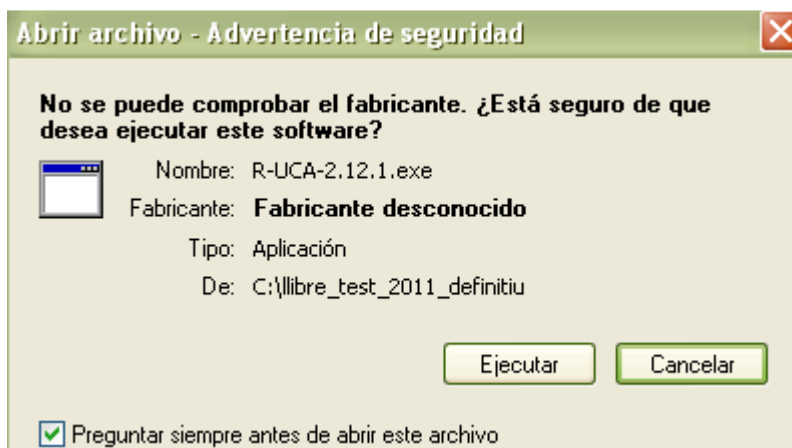 Abrir archivo - Advertencia de seguridad
No se puede comprobar el fabricante. ¿Está seguro de que
desea ejecutar este software?
Nombre: R-UCA-2.12.1.exe
Fabricante: Fabricante desconocido
Tipo: Aplicación
De: C:\llibre_test_2011_definitiu
Ejecutar Cancelar
Preguntar siempre antes de abrir este archivo